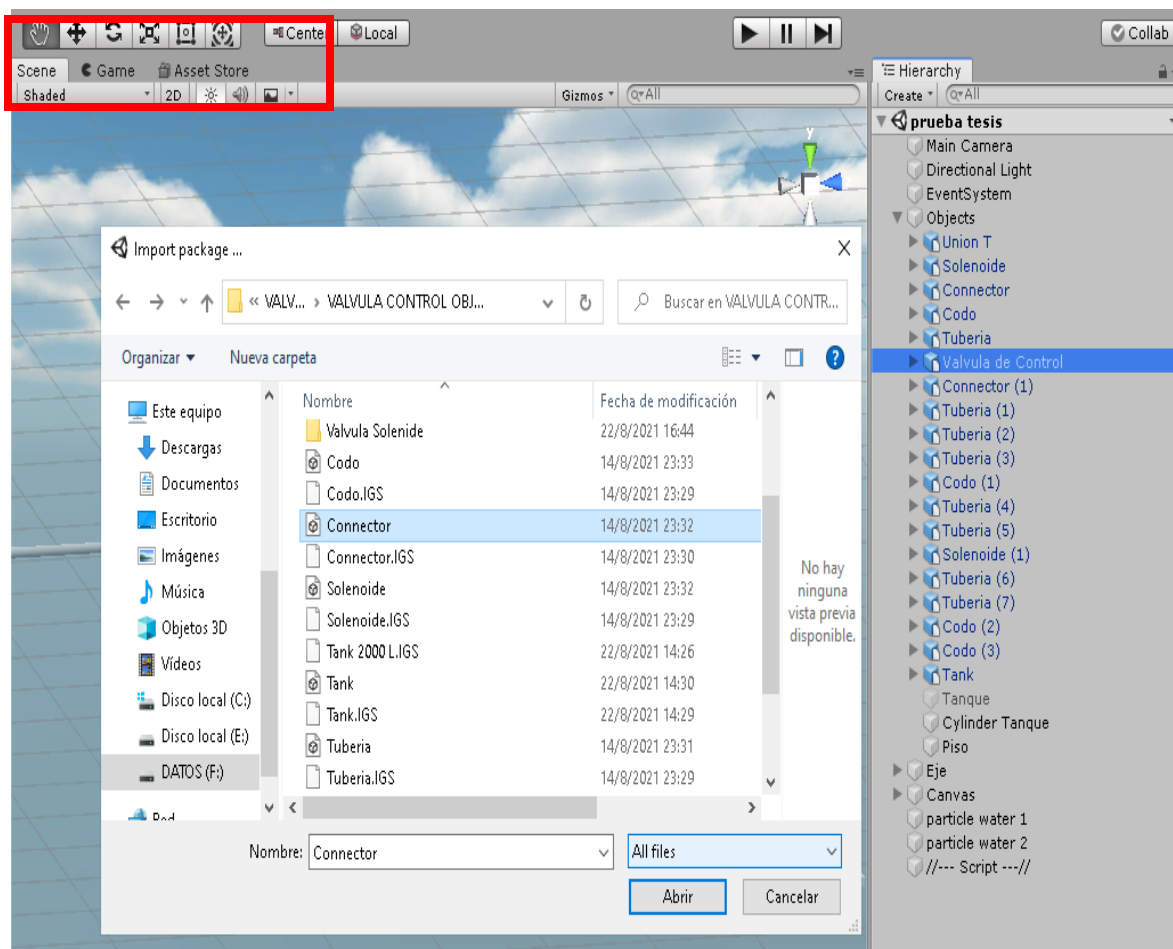 Center Local Collab
Scene Game Asset Store
Shaded 2D Gizmos All
Hierarchy
Create All
prueba tesis
Main Camera
Directional Light
EventSystem
Objects
Union T
Solenoide
Connector
Codo
Tuberia
Valvula de Control
Connector (1)
Tuberia (1)
Tuberia (2)
Tuberia (3)
Codo (1)
Tuberia (4)
Tuberia (5)
Solenoide (1)
Tuberia (6)
Tuberia (7)
Codo (2)
Codo (3)
Tank
Tanque
Cylinder Tanque
Piso
Eje
Canvas
particle water 1
particle water 2
//--- Script ---//
y
Import package ...
« VALV... › VALVULA CONTROL OBJ... Buscar en VALVULA CONTR...
Organizar Nueva carpeta
Este equipo
Descargas
Documentos
Escritorio
Imágenes
Música
Objetos 3D
Vídeos
Disco local (C:)
Disco local (E:)
DATOS (F:)
Red
Nombre Fecha de modificación
Valvula Solenide 22/8/2021 16:44
Codo 14/8/2021 23:33
Codo.IGS 14/8/2021 23:29
Connector 14/8/2021 23:32
Connector.IGS 14/8/2021 23:30
Solenoide 14/8/2021 23:32
Solenoide.IGS 14/8/2021 23:29
Tank 2000 L.IGS 22/8/2021 14:26
Tank 22/8/2021 14:30
Tank.IGS 22/8/2021 14:29
Tuberia 14/8/2021 23:31
Tuberia.IGS 14/8/2021 23:29
No hay
ninguna
vista previa
disponible.
Nombre: Connector All files
Abrir Cancelar